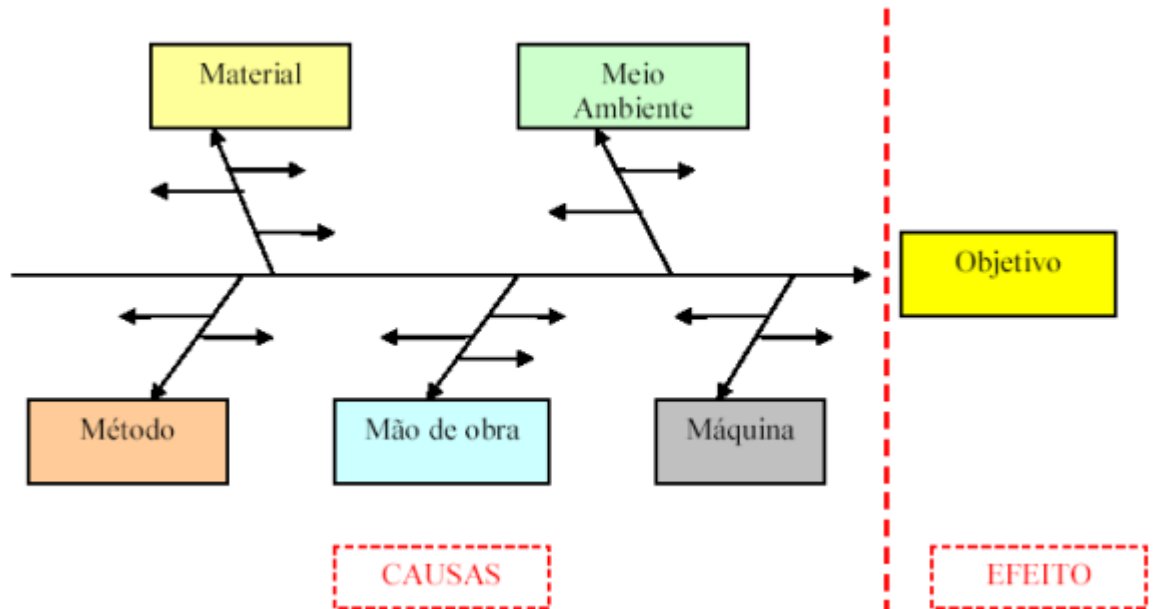 Material
Meio
Ambiente
Objetivo
Método
Mão de obra
Máquina
CAUSAS
EFEITO